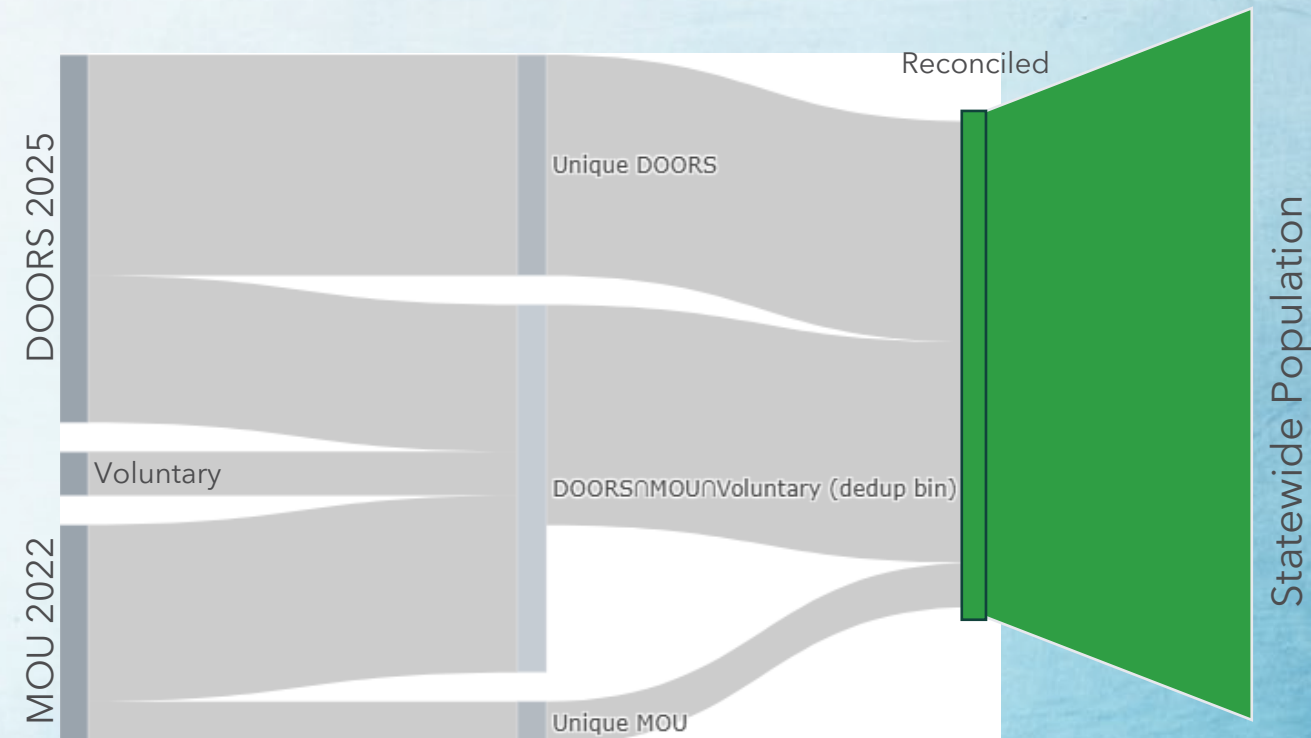 Reconciled
DOORS 2025
Unique DOORS
Voluntary
DOORS∩MOU∩Voluntary (dedup bin)
MOU 2022
Unique MOU
Statewide Population